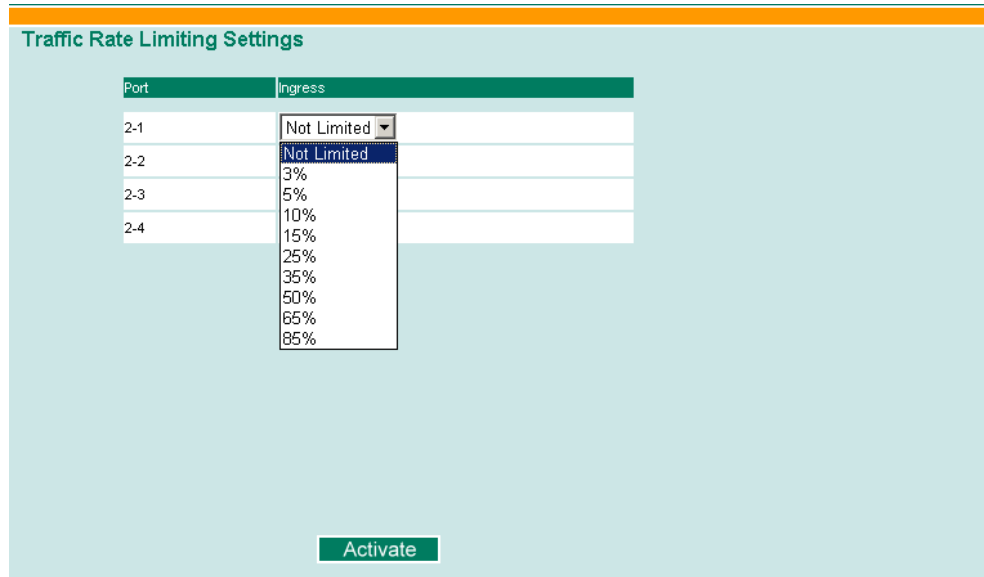 Traffic Rate Limiting Settings
Port Ingress
2-1 Not Limited
Not Limited
2-2
3%
2-3 5%
10%
2-4
15%
25%
35%
50%
65%
85%
Activate